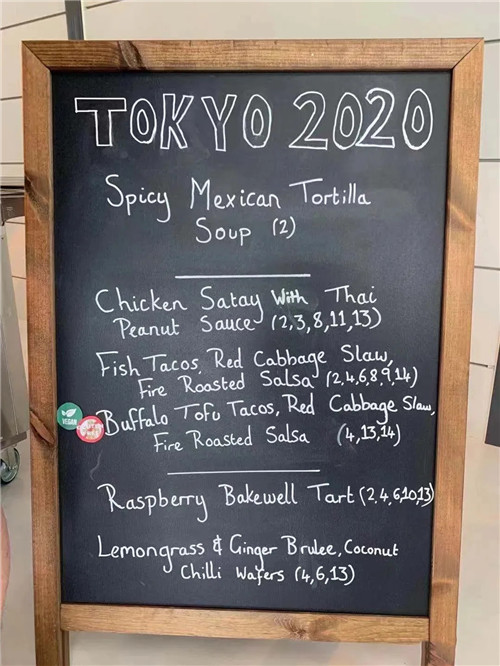 TOKYO 2020
Spicy Mexican Tortilla
Soup (2)
Chicken Satay With Thai
Peanut Sauce (2,3,8,11,13)
Fish Tacos, Red Cabbage Slaw,
Fire Roasted Salsa (2,4,6,8,9,14)
VEGAN
Buffalo Tofu Tacos, Red Cabbage Slaw,
Fire Roasted Salsa (4,13,14)
Raspberry Bakewell Tart (2,4,6,10,13)
Lemongrass & Ginger Brulee, Coconut
Chilli Wafers (4,6,13)